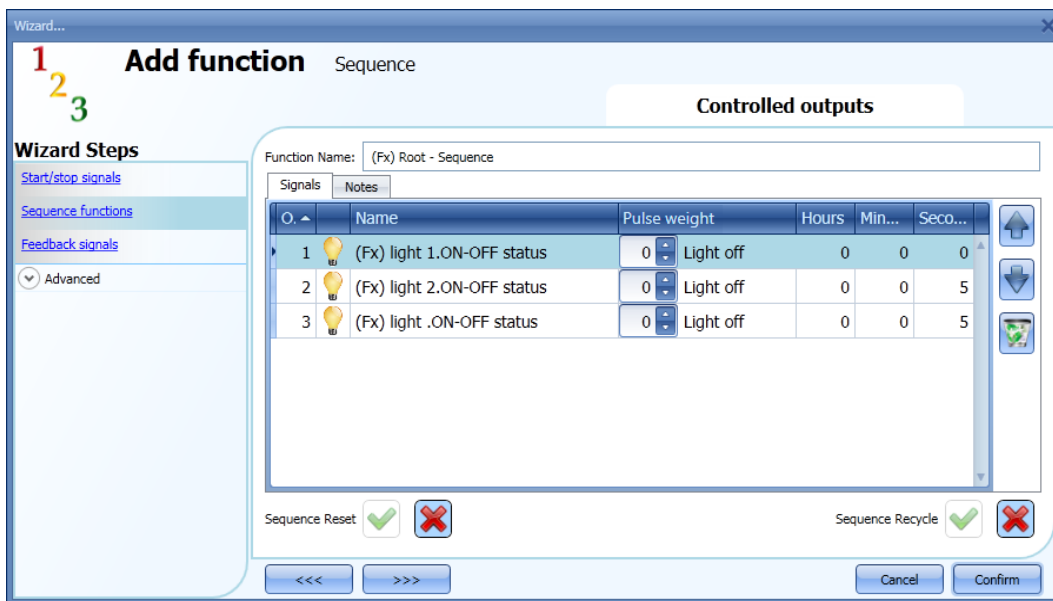 Wizard...
1 2 3
Add function Sequence
Controlled outputs
Wizard Steps
Start/stop signals
Sequence functions
Feedback signals
Advanced
Function Name: (Fx) Root - Sequence
Signals Notes
O. Name Pulse weight Hours Min... Seco...
1 (Fx) light 1.ON-OFF status 0 Light off 0 0 0
2 (Fx) light 2.ON-OFF status 0 Light off 0 0 5
3 (Fx) light .ON-OFF status 0 Light off 0 0 5
Sequence Reset Sequence Recycle
<<< >>> Cancel Confirm